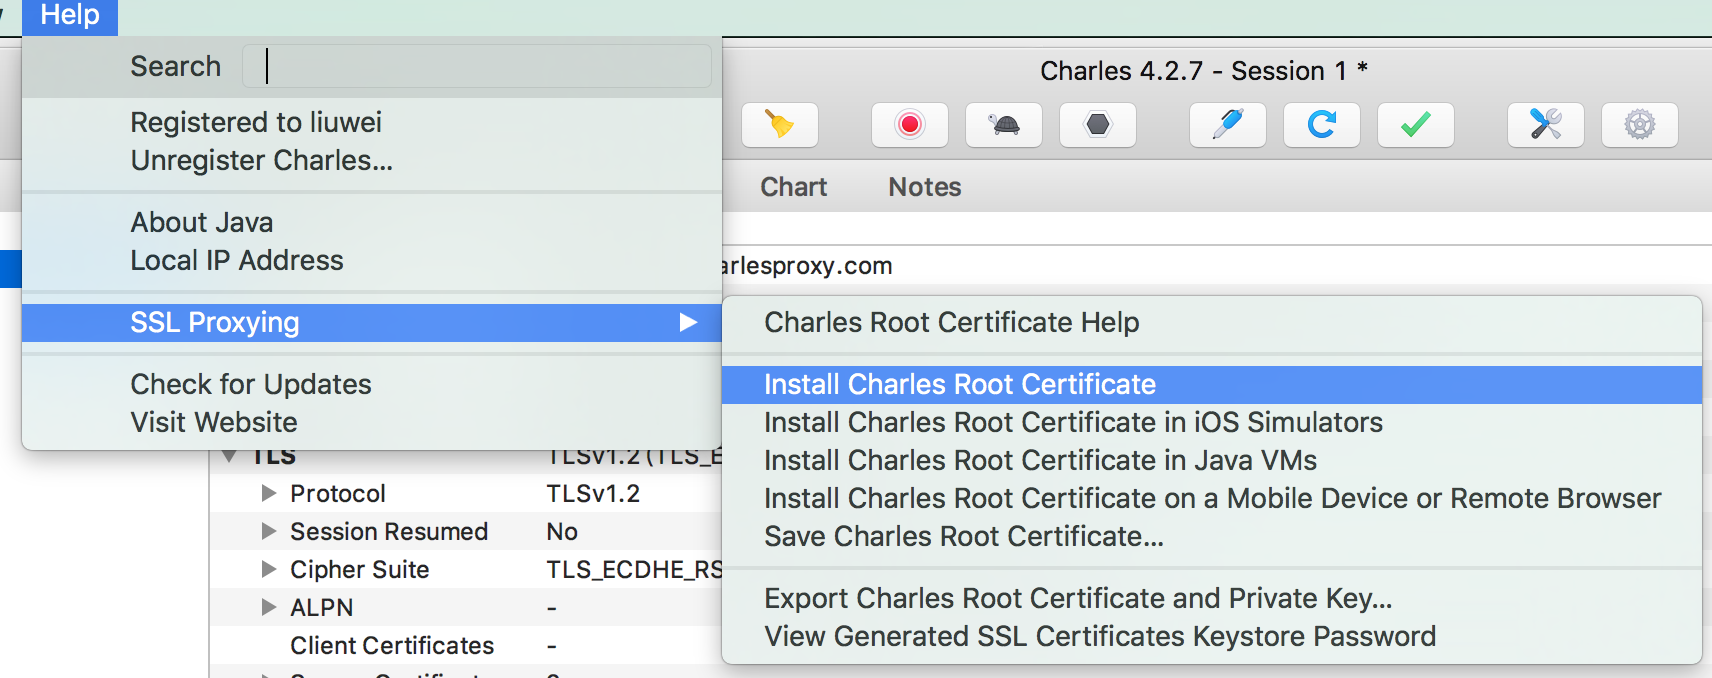 Help
Search
Charles 4.2.7 - Session 1 *
Registered to liuwei
Unregister Charles...
Chart Notes
About Java
Local IP Address
arlesproxy.com
SSL Proxying
Charles Root Certificate Help
Install Charles Root Certificate
Install Charles Root Certificate in iOS Simulators
Install Charles Root Certificate in Java VMs
Install Charles Root Certificate on a Mobile Device or Remote Browser
Save Charles Root Certificate...
Export Charles Root Certificate and Private Key...
View Generated SSL Certificates Keystore Password
Check for Updates
Visit Website
TLS TLSv1.2 (TLS_E
Protocol TLSv1.2
Session Resumed No
Cipher Suite TLS_ECDHE_RS
ALPN -
Client Certificates -